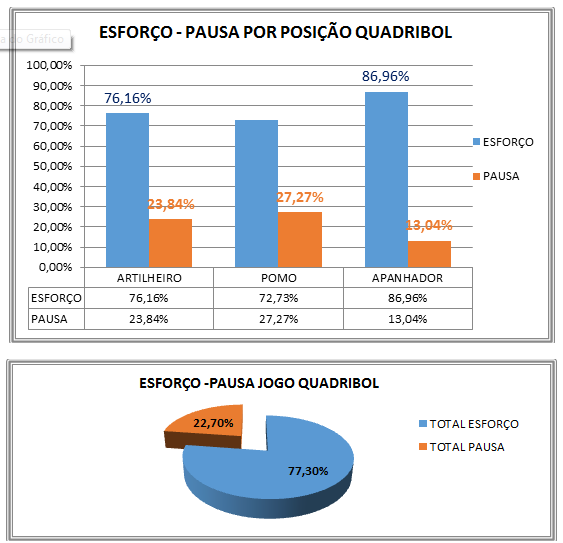 ESFORÇO - PAUSA POR POSIÇÃO QUADRIBOL
do Gráfico
100,00%
90,00%
80,00%
70,00%
60,00%
50,00%
40,00%
30,00%
20,00%
10,00%
0,00%
76,16%
86,96%
23,84%
27,27%
13,04%
ESFORÇO
PAUSA
ARTILHEIRO POMO APANHADOR
ESFORÇO 76,16% 72,73% 86,96%
PAUSA 23,84% 27,27% 13,04%
ESFORÇO -PAUSA JOGO QUADRIBOL
22,70%
77,30%
TOTAL ESFORÇO
TOTAL PAUSA